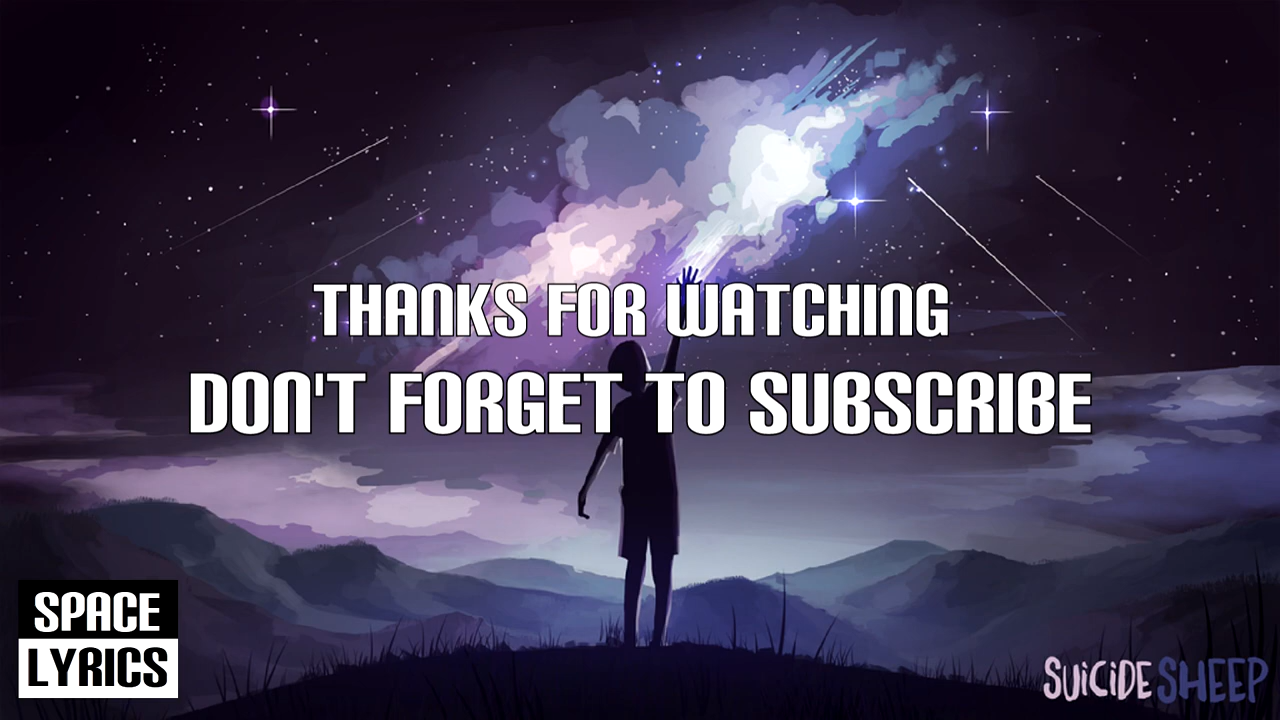 THANKS FOR WATCHING
DON'T FORGET TO SUBSCRIBE
SPACE
LYRICS
SUiCiDE SHEEP